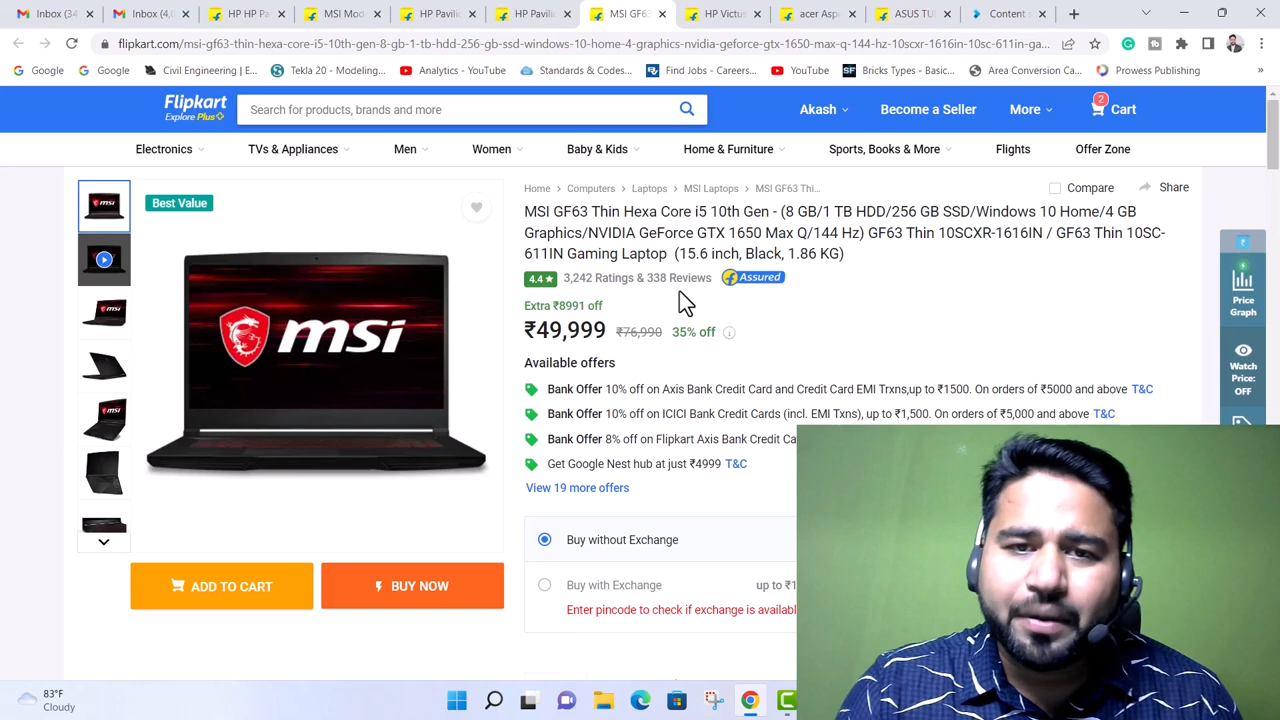 Inbox (34
Inbox (4,(
HP HP Pa
MSI Mod
HP Pavili
HP Pavili
MSI GF63
HP Victus
acer Asp
ASUS TU
Content s
flipkart.com/msi-gf63-thin-hexa-core-i5-10th-gen-8-gb-1-tb-hdd-256-gb-ssd-windows-10-home-4-graphics-nvidia-geforce-gtx-1650-max-q-144-hz-10scxr-1616in-10sc-611in-ga...
Google
Google
Civil Engineering | E...
Tekla 20 - Modeling...
Analytics - YouTube
Standards & Codes...
Find Jobs - Careers...
YouTube
SF
Bricks Types - Basic...
Area Conversion Ca...
Prowess Publishing
»
Flipkart
Explore Plus
Search for products, brands and more
Akash
Become a Seller
More
2
Cart
Electronics
TVs & Appliances
Men
Women
Baby & Kids
Home & Furniture
Sports, Books & More
Flights
Offer Zone
Best Value
msi
Home > Computers > Laptops > MSI Laptops > MSI GF63 Thi...
Compare
Share
MSI GF63 Thin Hexa Core i5 10th Gen - (8 GB/1 TB HDD/256 GB SSD/Windows 10 Home/4 GB
Graphics/NVIDIA GeForce GTX 1650 Max Q/144 Hz) GF63 Thin 10SCXR-1616IN / GF63 Thin 10SC-
611IN Gaming Laptop (15.6 inch, Black, 1.86 KG)
4.4 ★ 3,242 Ratings & 338 Reviews Assured
Extra ₹8991 off
₹49,999 ₹76,990 35% off
Available offers
Bank Offer 10% off on Axis Bank Credit Card and Credit Card EMI Trxns,up to ₹1500. On orders of ₹5000 and above T&C
Bank Offer 10% off on ICICI Bank Credit Cards (incl. EMI Txns), up to ₹1,500. On orders of ₹5,000 and above T&C
Bank Offer 8% off on Flipkart Axis Bank Credit Ca
Get Google Nest hub at just ₹4999 T&C
View 19 more offers
Price
Graph
Watch
Price:
OFF
Buy without Exchange
Buy with Exchange
up to ₹1
Enter pincode to check if exchange is availabl
ADD TO CART
BUY NOW
83°F
Cloudy